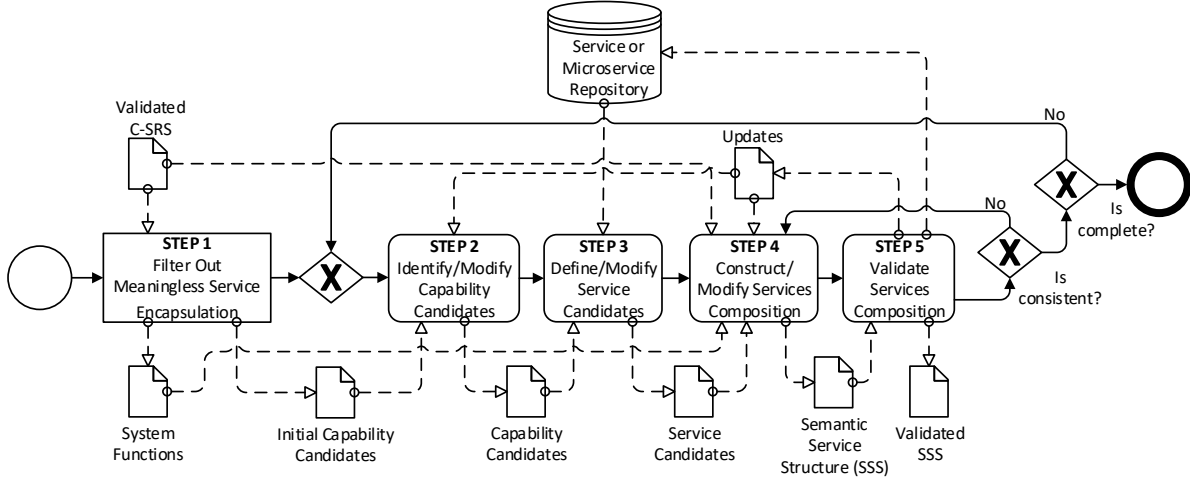 Service or
Microservice
Repository
Validated
C-SRS
Updates
No
No
Is
complete?
Is
consistent?
STEP 1
Filter Out
Meaningless Service
Encapsulation
X
STEP 2
Identify/Modify
Capability
Candidates
STEP 3
Define/Modify
Service
Candidates
STEP 4
Construct/
Modify Services
Composition
STEP 5
Validate
Services
Composition
X
X
System
Functions
Initial Capability
Candidates
Capability
Candidates
Service
Candidates
Semantic
Service
Structure (SSS)
Validated
SSS